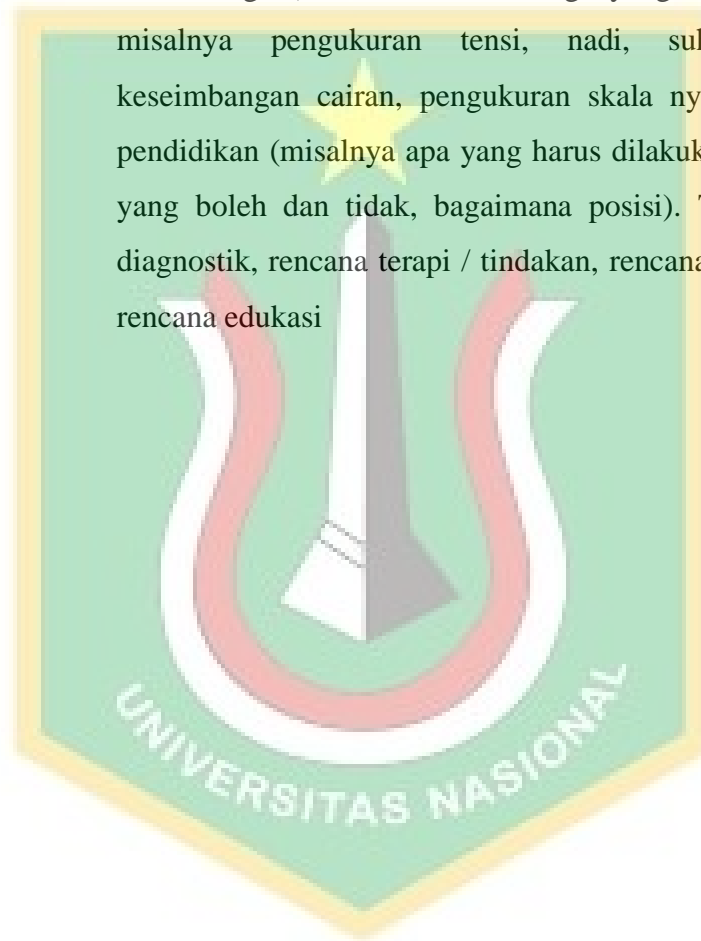 misalnya pengukuran tensi, nadi,
keseimbangan cairan, pengukuran skala
pendidikan (misalnya apa yang harus
yang boleh dan tidak, bagaimana posisi).
diagnostik, rencana terapi / tindakan, rencana
rencana edukasi
UNIVERSITAS NASIONAL